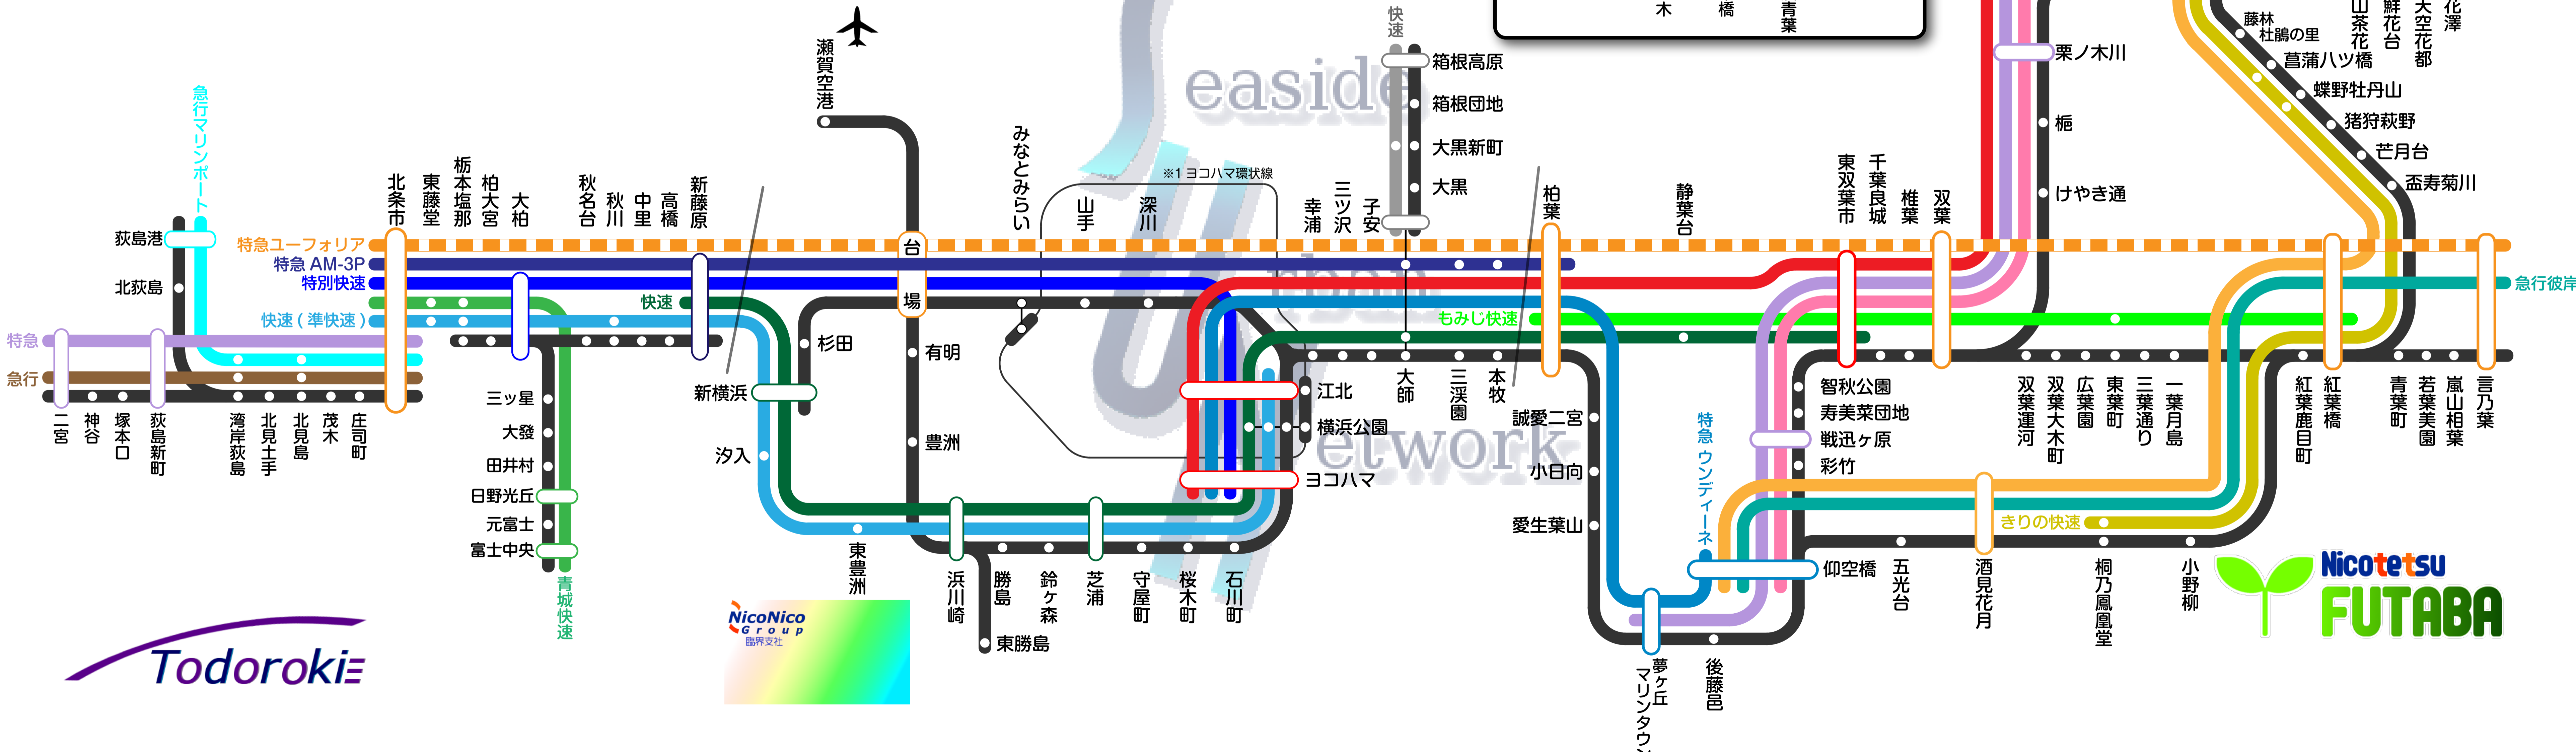 木
橋
青葉
快速
easide
rban
etwork
瀬賀空港
急行マリンポート
荻島港
北荻島
特急ユーフォリア
特急 AM-3P
特別快速
快速 ( 準快速 )
特急
急行
北条市
東藤堂
栃本塩那
柏大宮
大柏
秋名台
秋川
中里
高橋
新藤原
快速
二宮
神谷
塚本口
荻島新町
湾岸荻島
北見土手
北見島
茂木
庄司町
三ッ星
大發
田井村
日野光丘
元富士
富士中央
青城快速
台場
杉田
新横浜
汐入
有明
豊洲
東豊洲
浜川崎
勝島
鈴ヶ森
芝浦
守屋町
桜木町
石川町
東勝島
みなとみらい
山手
深川
※1 ヨコハマ環状線
江北
横浜公園
ヨコハマ
幸浦
三ツ沢
子安
箱根高原
箱根団地
大黒新町
大黒
大師
三渓園
本牧
もみじ快速
柏葉
静葉台
誠愛二宮
小日向
愛生葉山
夢ヶ丘
マリンタウン
後藤邑
特急 ウンディーネ
東双葉市
千葉良城
椎葉
双葉
智秋公園
寿美菜団地
戦迅ヶ原
彩竹
仰空橋
五光台
酒見花月
桐乃鳳凰堂
小野柳
きりの快速
栗ノ木川
梔
けやき通
双葉運河
双葉大木町
広葉園
東葉町
三葉通り
一葉月島
紅葉鹿目町
紅葉橋
青葉町
若葉美園
嵐山相葉
言乃葉
急行彼岸
藤林
杜鵑の里
菖蒲八ツ橋
蝶野牡丹山
猪狩萩野
芒月台
盃寿菊川
山茶花
鮮花台
天空花都
花澤
Todoroki
NicoNico
Group
臨界支社
Nicotetsu
FUTABA